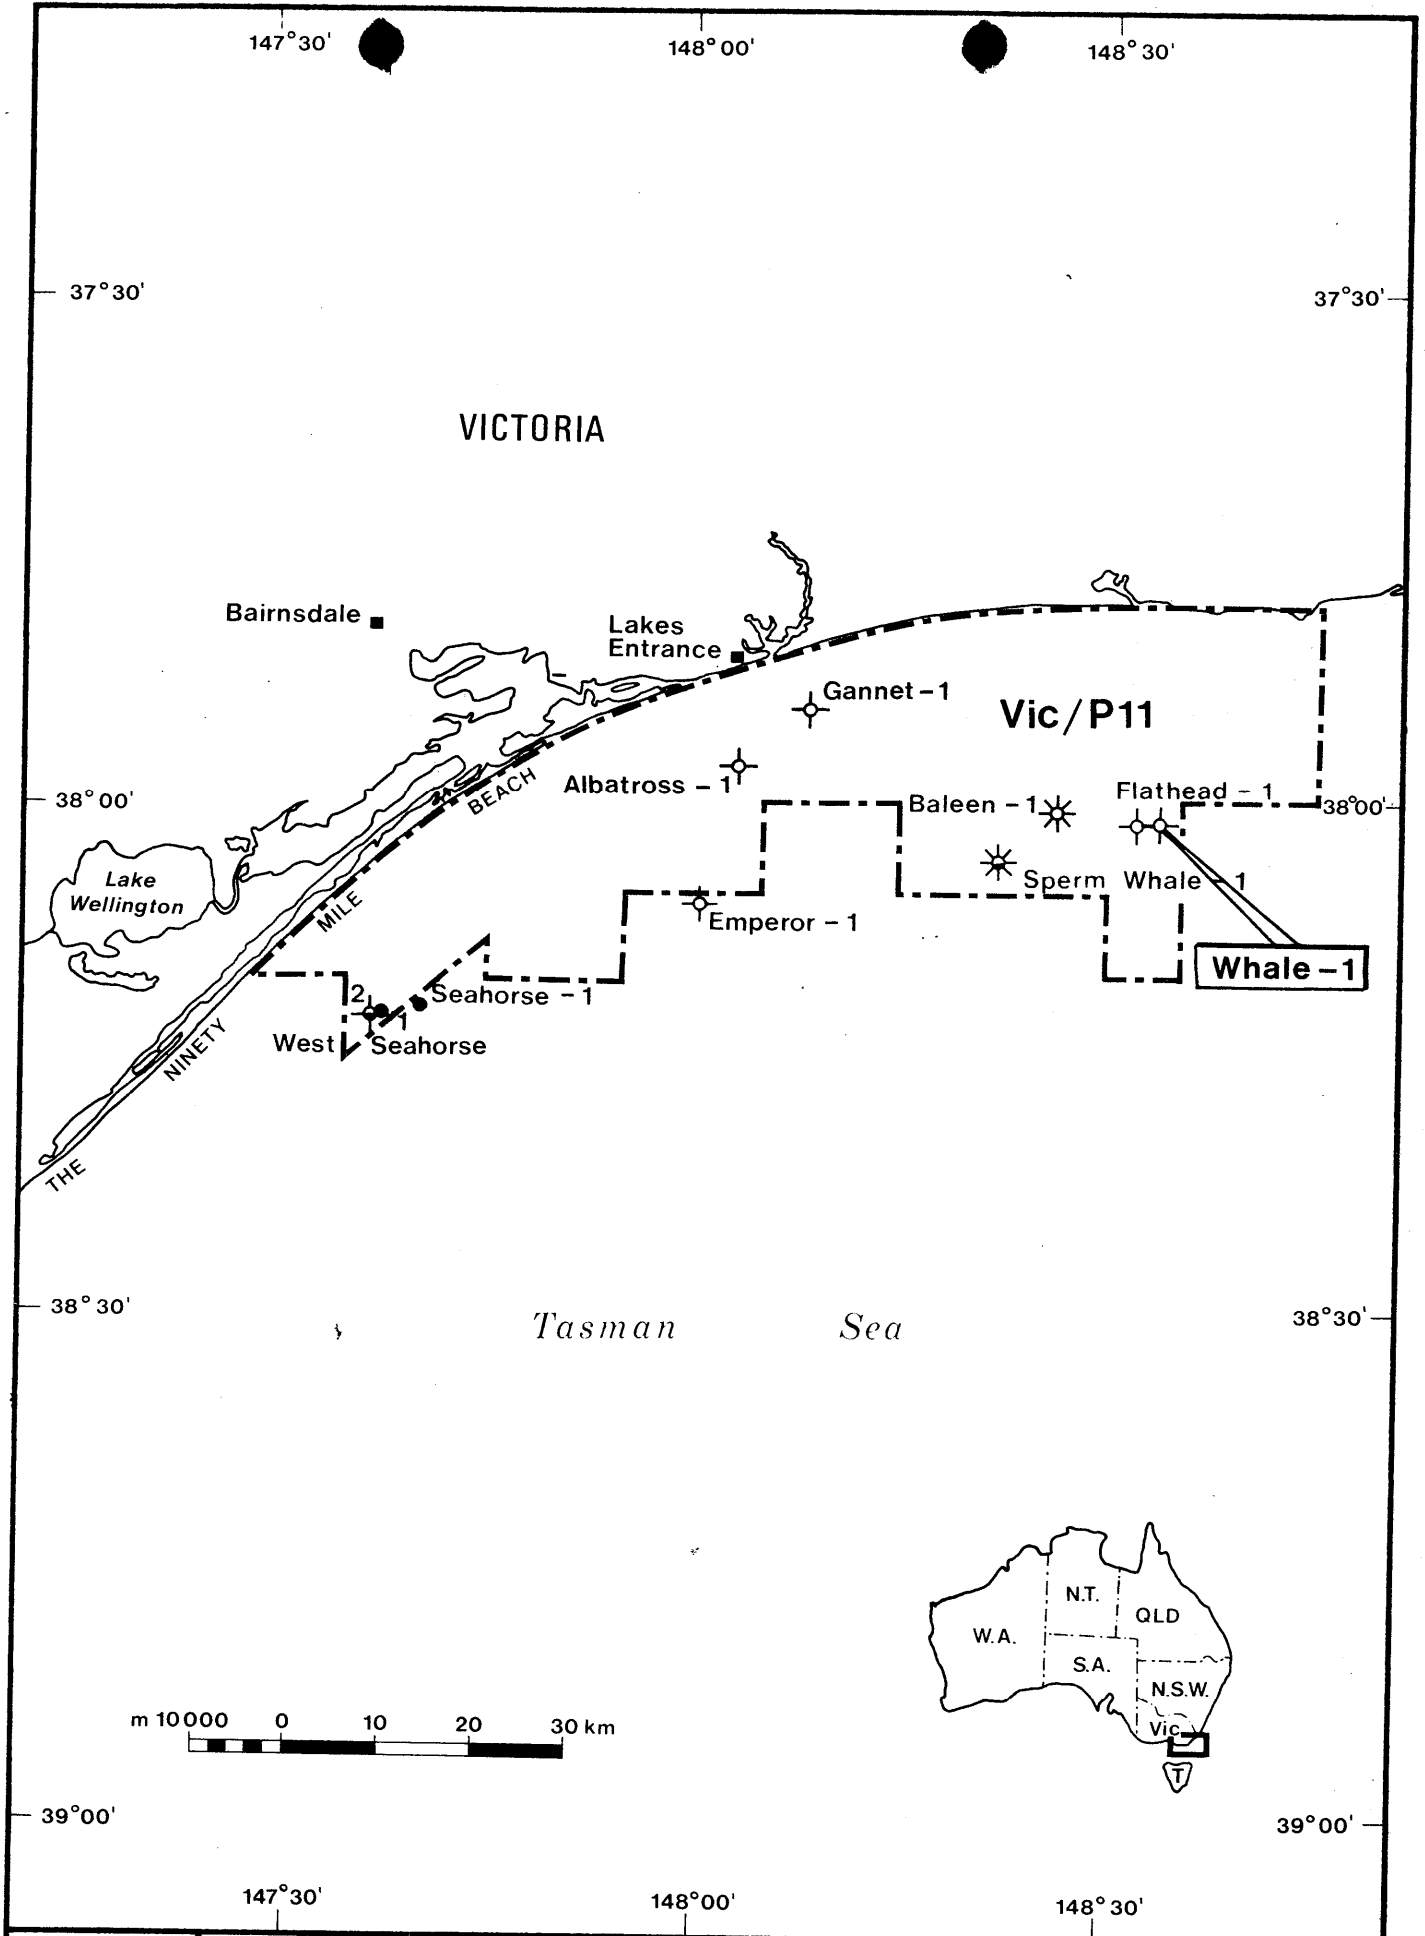 147°30'
148°00'
148°30'
37°30'
37°30'
VICTORIA
Bairnsdale
Lakes
Entrance
Gannet-1
Vic/P11
Albatross-1
BEACH
Flathead-1
38°00'
Baleen-1
38°00'
Lake
Wellington
MILE
Sperm Whale-1
Emperor-1
Whale-1
2
Seahorse-1
1
West Seahorse
NINETY
THE
38°30'
38°30'
Tasman Sea
N.T.
QLD
W.A.
S.A.
N.S.W.
Vic
T
m 10000 0 10 20 30 km
39°00'
39°00'
147°30'
148°00'
148°30'